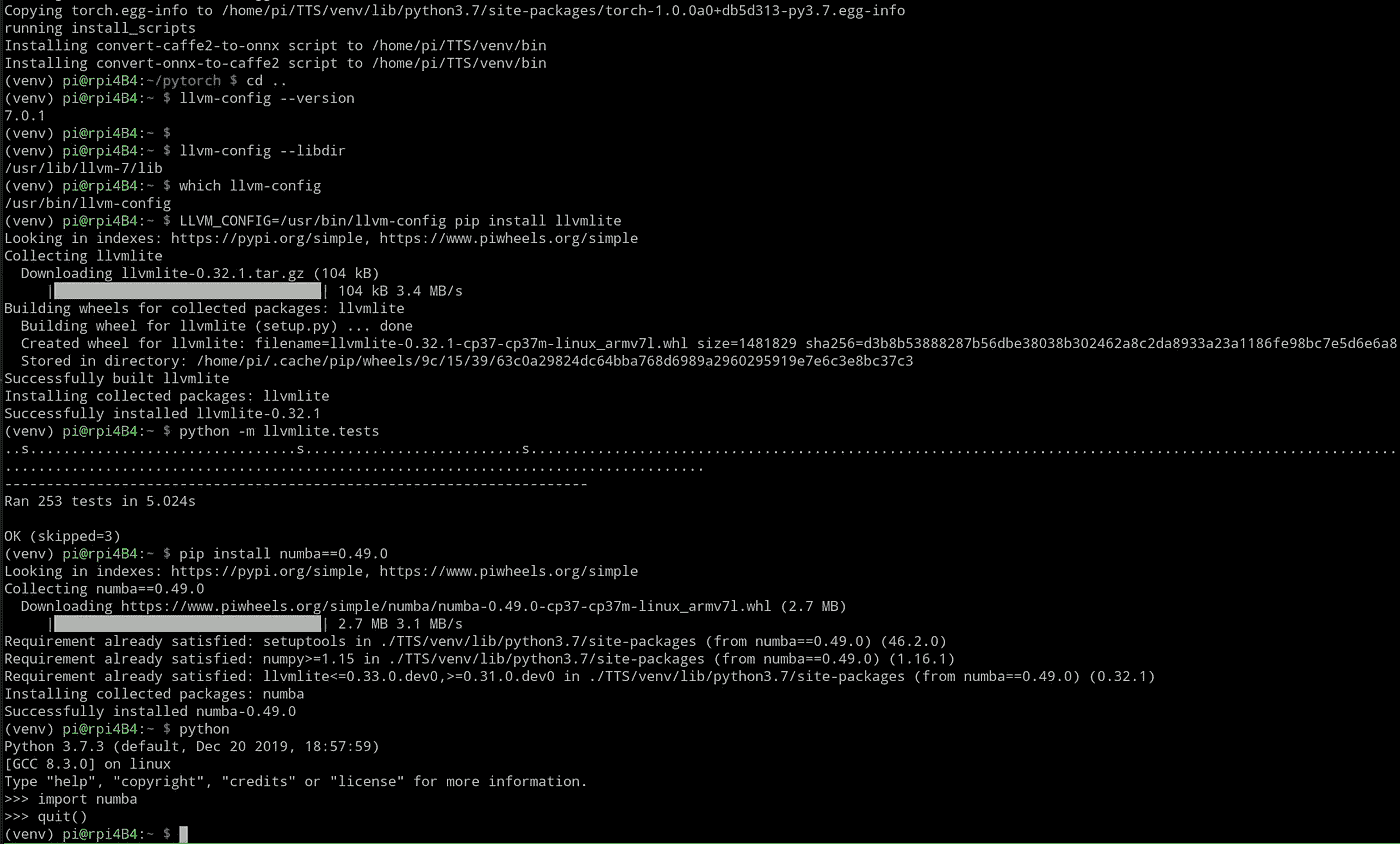 Copying torch.egg-info to /home/pi/TTS/venv/lib/python3.7/site-packages/torch-1.0.0a0+db5d313-py3.7.egg-info
running install_scripts
Installing convert-caffe2-to-onnx script to /home/pi/TTS/venv/bin
Installing convert-onnx-to-caffe2 script to /home/pi/TTS/venv/bin
(venv) pi@rpi4B4:~/pytorch $ cd ..
(venv) pi@rpi4B4:~ $ llvm-config --version
7.0.1
(venv) pi@rpi4B4:~ $
(venv) pi@rpi4B4:~ $ llvm-config --libdir
/usr/lib/llvm-7/lib
(venv) pi@rpi4B4:~ $ which llvm-config
/usr/bin/llvm-config
(venv) pi@rpi4B4:~ $ LLVM_CONFIG=/usr/bin/llvm-config pip install llvmlite
Looking in indexes: https://pypi.org/simple, https://www.piwheels.org/simple
Collecting llvmlite
  Downloading llvmlite-0.32.1.tar.gz (104 kB)
     |████████████████████████████████| 104 kB 3.4 MB/s
Building wheels for collected packages: llvmlite
  Building wheel for llvmlite (setup.py) ... done
  Created wheel for llvmlite: filename=llvmlite-0.32.1-cp37-cp37m-linux_armv7l.whl size=1481829 sha256=d3b8b53888287b56dbe38038b302462a8c2da8933a23a1186fe98bc7e5d6e6a8
  Stored in directory: /home/pi/.cache/pip/wheels/9c/15/39/63c0a29824dc64bba768d6989a2960295919e7e6c3e8bc37c3
Successfully built llvmlite
Installing collected packages: llvmlite
Successfully installed llvmlite-0.32.1
(venv) pi@rpi4B4:~ $ python -m llvmlite.tests
..s................................s..........................s........................................................................................................
....................................................................................
----------------------------------------------------------------------
Ran 253 tests in 5.024s
OK (skipped=3)
(venv) pi@rpi4B4:~ $ pip install numba==0.49.0
Looking in indexes: https://pypi.org/simple, https://www.piwheels.org/simple
Collecting numba==0.49.0
  Downloading https://www.piwheels.org/simple/numba/numba-0.49.0-cp37-cp37m-linux_armv7l.whl (2.7 MB)
     |████████████████████████████████| 2.7 MB 3.1 MB/s
Requirement already satisfied: setuptools in ./TTS/venv/lib/python3.7/site-packages (from numba==0.49.0) (46.2.0)
Requirement already satisfied: numpy>=1.15 in ./TTS/venv/lib/python3.7/site-packages (from numba==0.49.0) (1.16.1)
Requirement already satisfied: llvmlite<=0.33.0.dev0,>=0.31.0.dev0 in ./TTS/venv/lib/python3.7/site-packages (from numba==0.49.0) (0.32.1)
Installing collected packages: numba
Successfully installed numba-0.49.0
(venv) pi@rpi4B4:~ $ python
Python 3.7.3 (default, Dec 20 2019, 18:57:59)
[GCC 8.3.0] on linux
Type "help", "copyright", "credits" or "license" for more information.
>>> import numba
>>> quit()
(venv) pi@rpi4B4:~ $